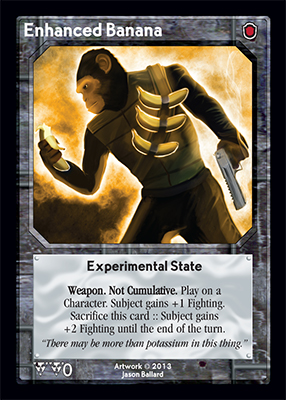 Enhanced Banana
Experimental State
Weapon. Not Cumulative. Play on a
Character. Subject gains +1 Fighting.
Sacrifice this card :: Subject gains
+2 Fighting until the end of the turn.
"There may be more than potassium in this thing."
0
Artwork © 2013
Jason Ballard